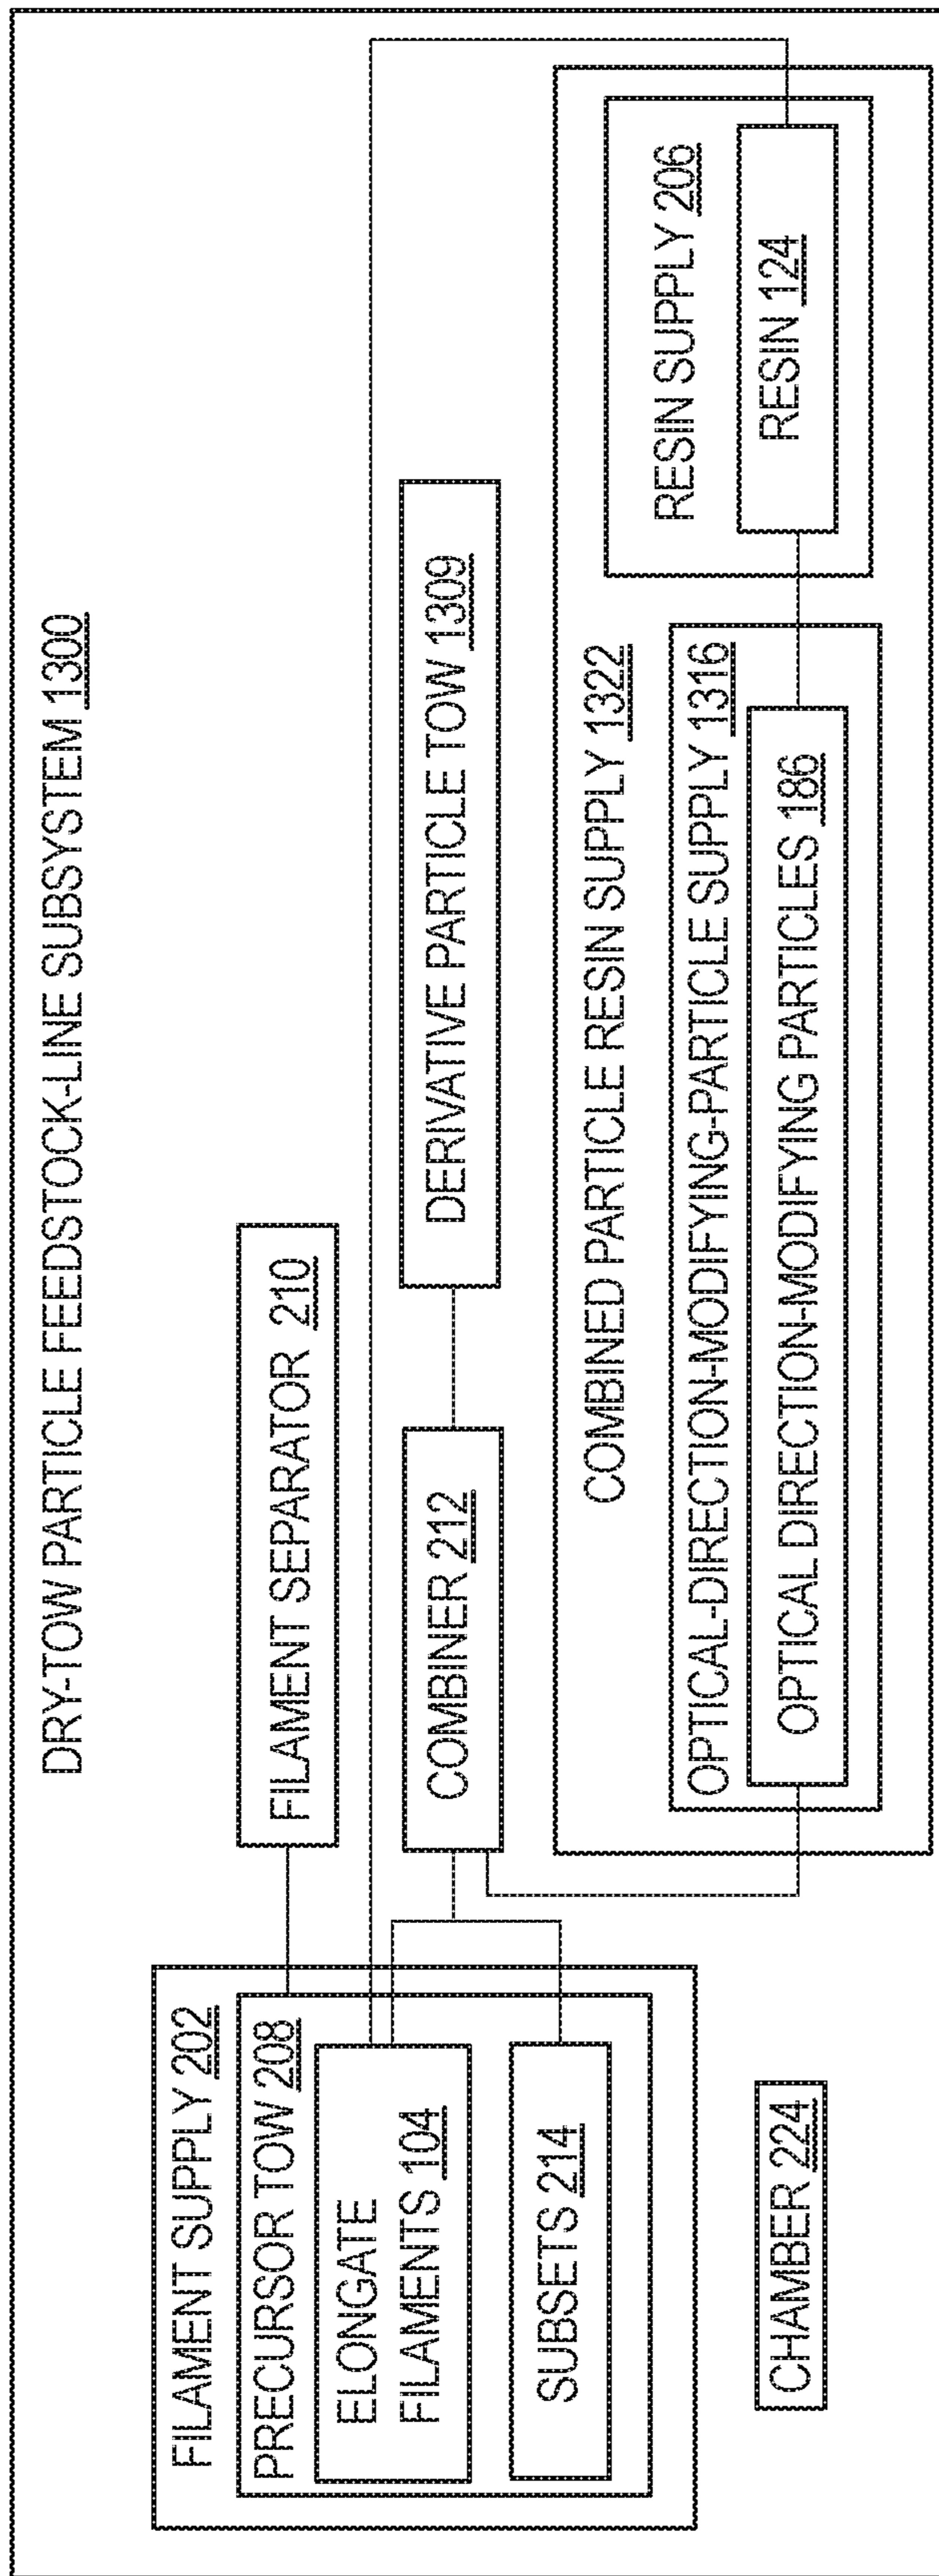 DRY-TOW PARTICLE FEEDSTOCK-LINE SUBSYSTEM 1300
FILAMENT SUPPLY 202
PRECURSOR TOW 208
ELONGATE
FILAMENTS 104
SUBSETS 214
CHAMBER 224
FILAMENT SEPARATOR 210
COMBINER 212
DERIVATIVE PARTICLE TOW 1309
COMBINED PARTICLE RESIN SUPPLY 1322
OPTICAL-DIRECTION-MODIFYING-PARTICLE SUPPLY 1316
OPTICAL DIRECTION-MODIFYING PARTICLES 186
RESIN SUPPLY 206
RESIN 124